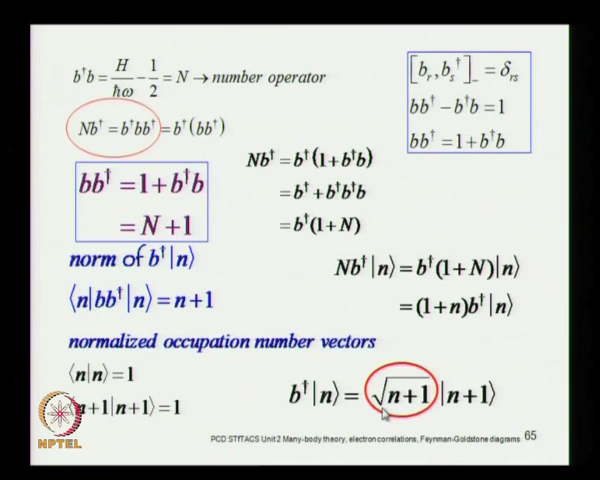 b†b = H/ħω − 1/2 = N → number operator
Nb† = b†bb† = b†(bb†)
[b_r, b_s†]_− = δ_rs
bb† − b†b = 1
bb† = 1 + b†b
bb† = 1 + b†b
= N + 1
Nb† = b†(1 + b†b)
= b† + b†b†b
= b†(1 + N)
norm of b†|n⟩
⟨n|bb†|n⟩ = n + 1
Nb†|n⟩ = b†(1 + N)|n⟩
= (1 + n)b†|n⟩
normalized occupation number vectors
⟨n|n⟩ = 1
⟨n+1|n+1⟩ = 1
b†|n⟩ = √(n+1) |n+1⟩
NPTEL
PCD STiTACS Unit 2 Many-body theory, electron correlations, Feynman-Goldstone diagrams 65